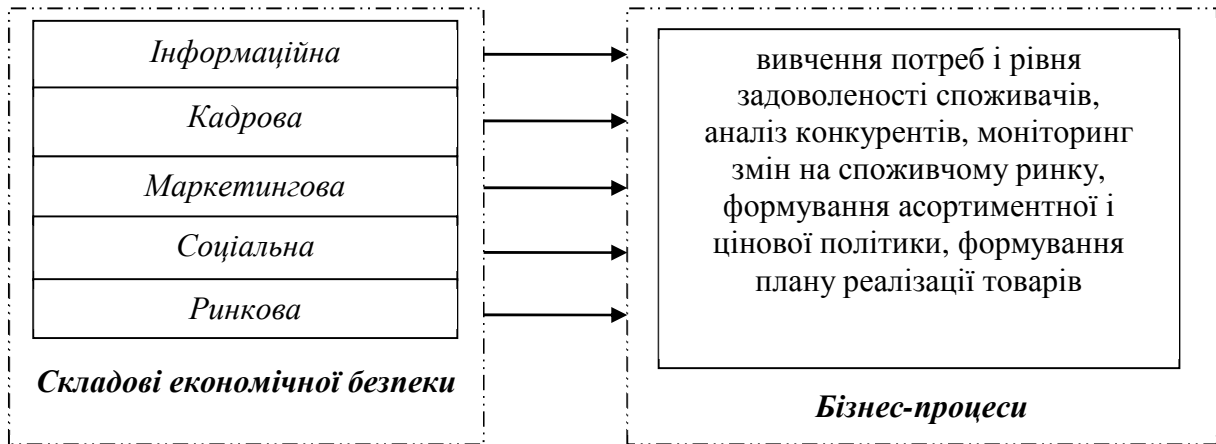 Інформаційна
Кадрова
Маркетингова
Соціальна
Ринкова
Складові економічної безпеки
вивчення потреб і рівня
задоволеності споживачів,
аналіз конкурентів, моніторинг
змін на споживчому ринку,
формування асортиментної і
цінової політики, формування
плану реалізації товарів
Бізнес-процеси